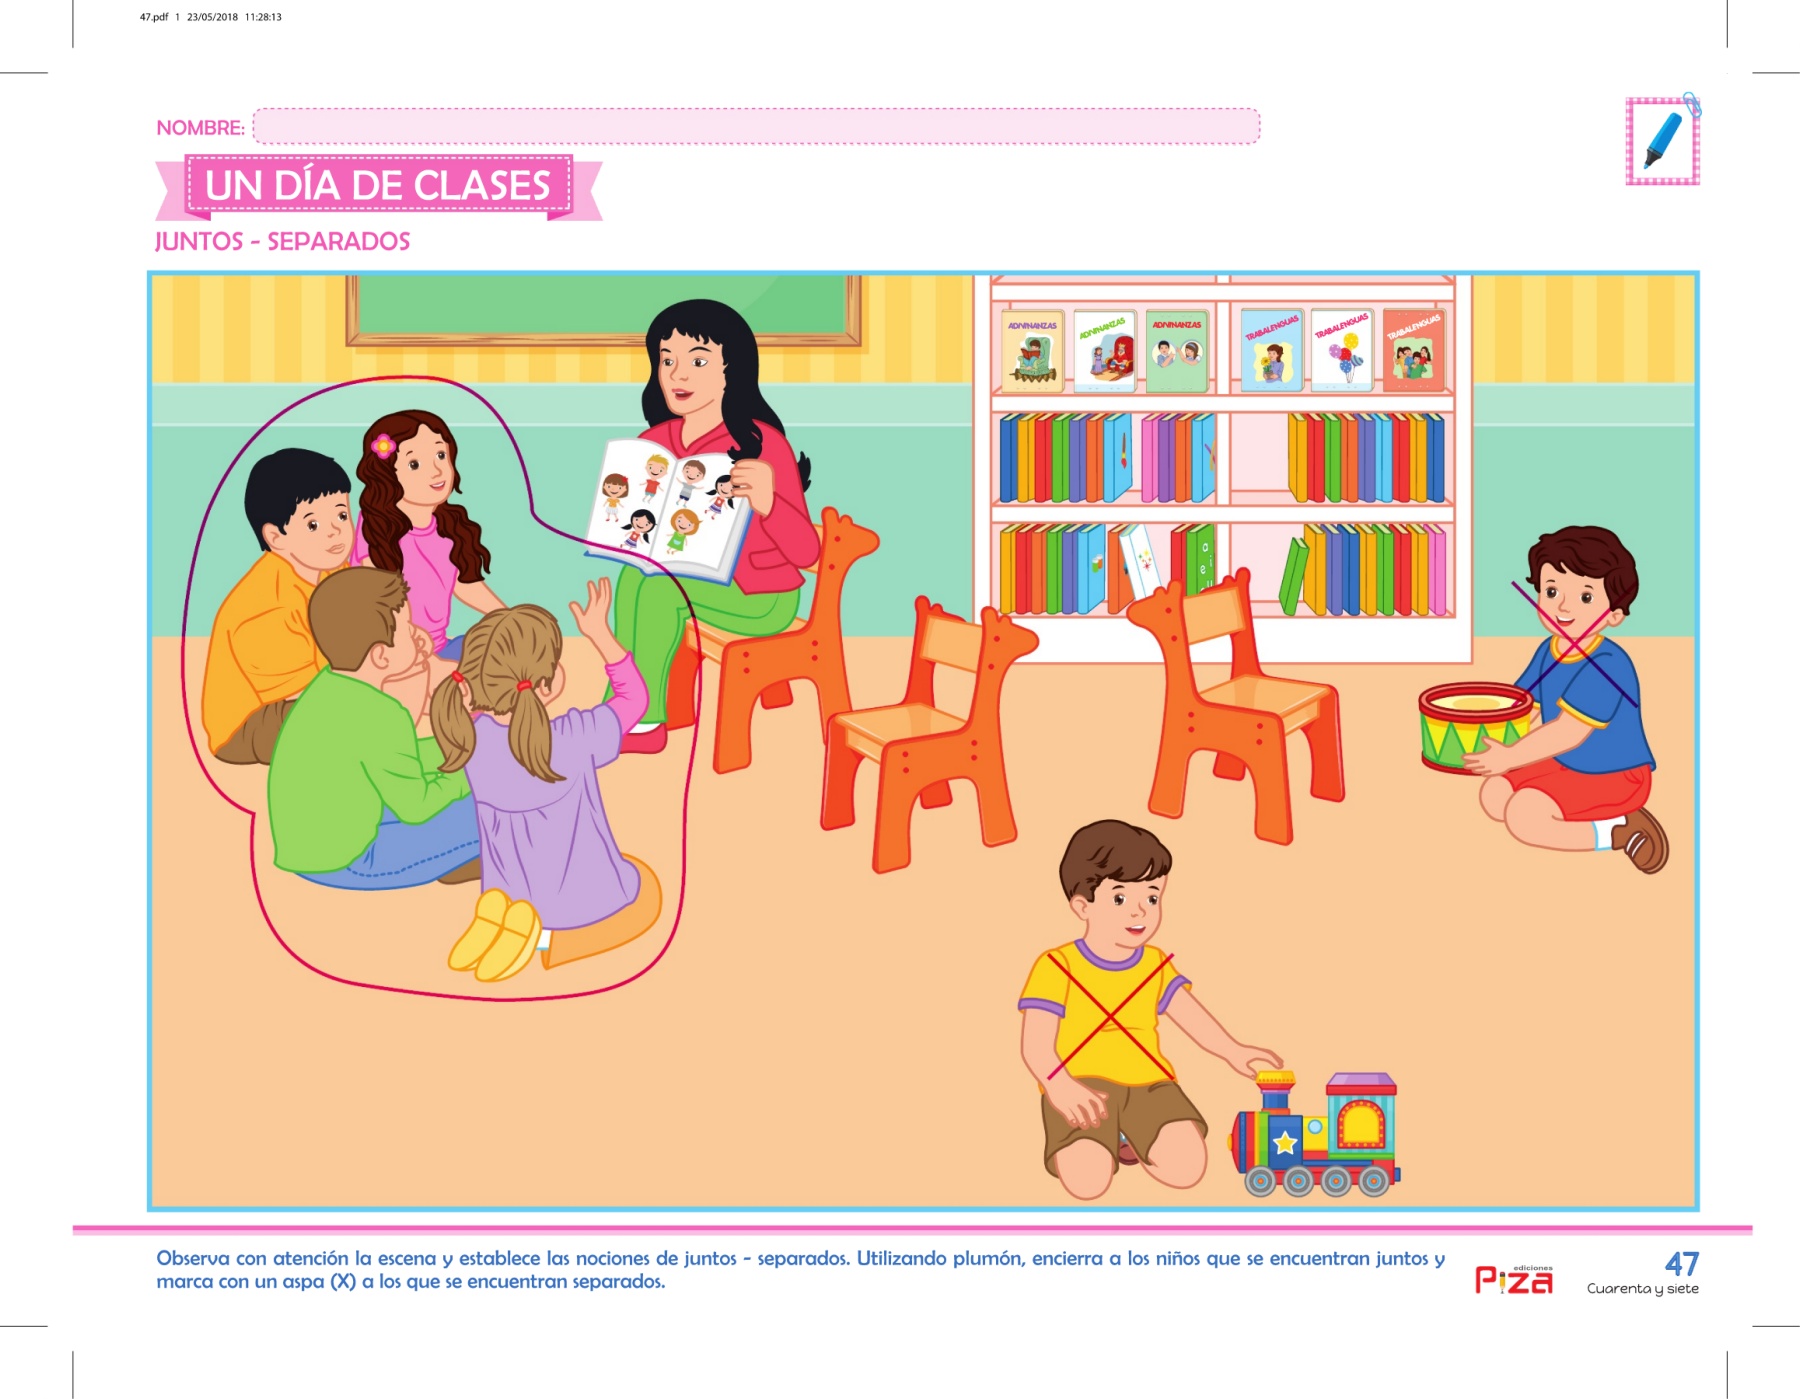 47.pdf 1 23/05/2018 11:28:13
NOMBRE:
UN DÍA DE CLASES
JUNTOS - SEPARADOS
ADIVINANZAS
ADIVINANZAS
ADIVINANZAS
TRABALENGUAS
TRABALENGUAS
TRABALENGUAS
a
e
i
Observa con atención la escena y establece las nociones de juntos - separados. Utilizando plumón, encierra a los niños que se encuentran juntos y
marca con un aspa (X) a los que se encuentran separados.
ediciones
Piza
47
Cuarenta y siete